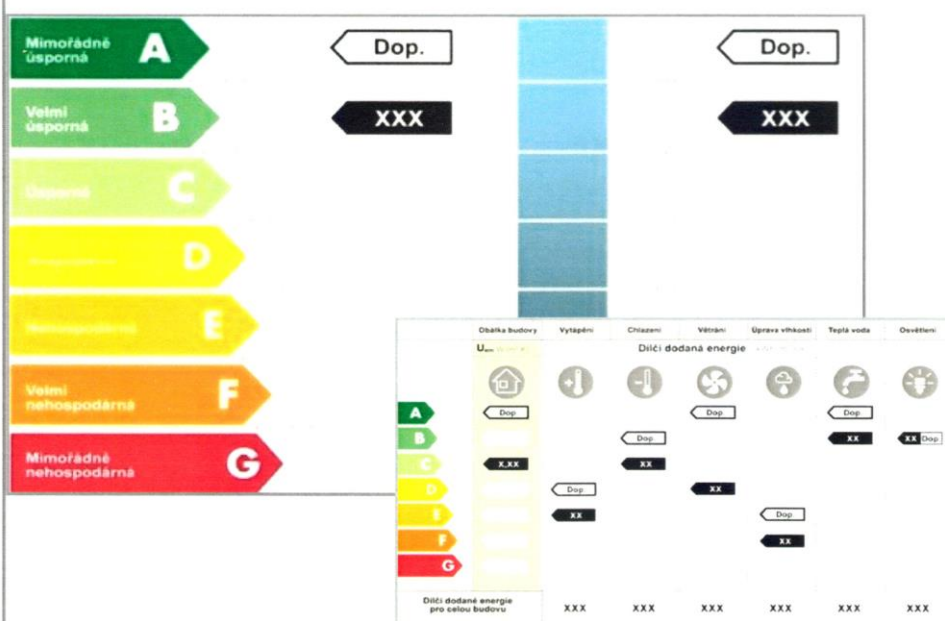 Mimořádně
úsporná
A
Dop.
Dop.
Velmi
úsporná
B
XXX
XXX
Úsporná
C
D
E
Velmi
nehospodárná
F
Mimořádně
nehospodárná
G
Obálka budovy Vytápění Chlazení Větrání Úprava vlhkosti Teplá voda Osvětlení
Dílčí dodaná energie
A Dop Dop Dop
B Dop XX XX Dop
C X,XX XX
D Dop XX
E XX Dop
F XX
G
Dílčí dodané energie
pro celou budovu
XXX XXX XXX XXX XXX XXX